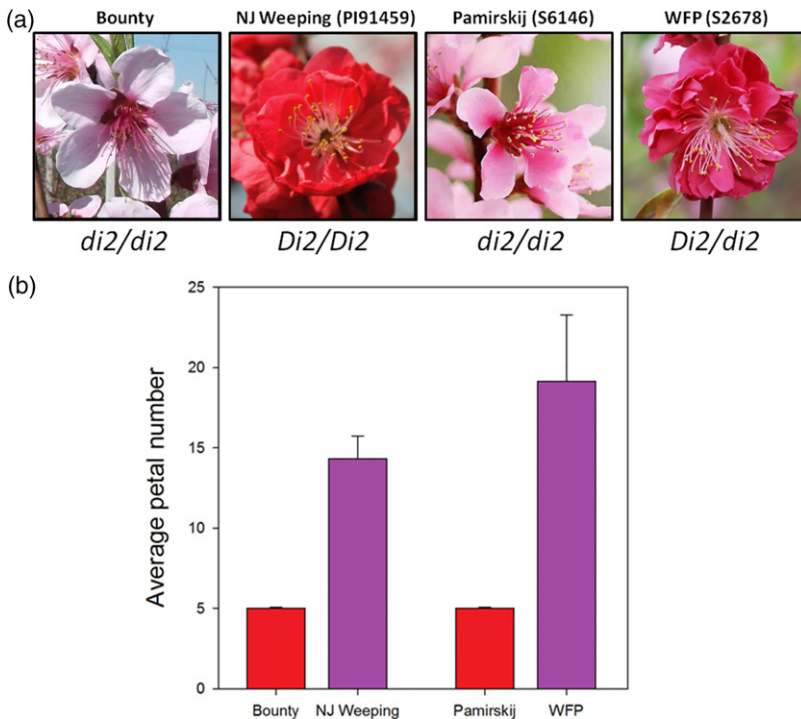 (a)
Bounty
NJ Weeping (PI91459)
Pamirskij (S6146)
WFP (S2678)
di2/di2
Di2/Di2
di2/di2
Di2/di2
(b)
Average petal number
25
20
15
10
5
0
Bounty
NJ Weeping
Pamirskij
WFP